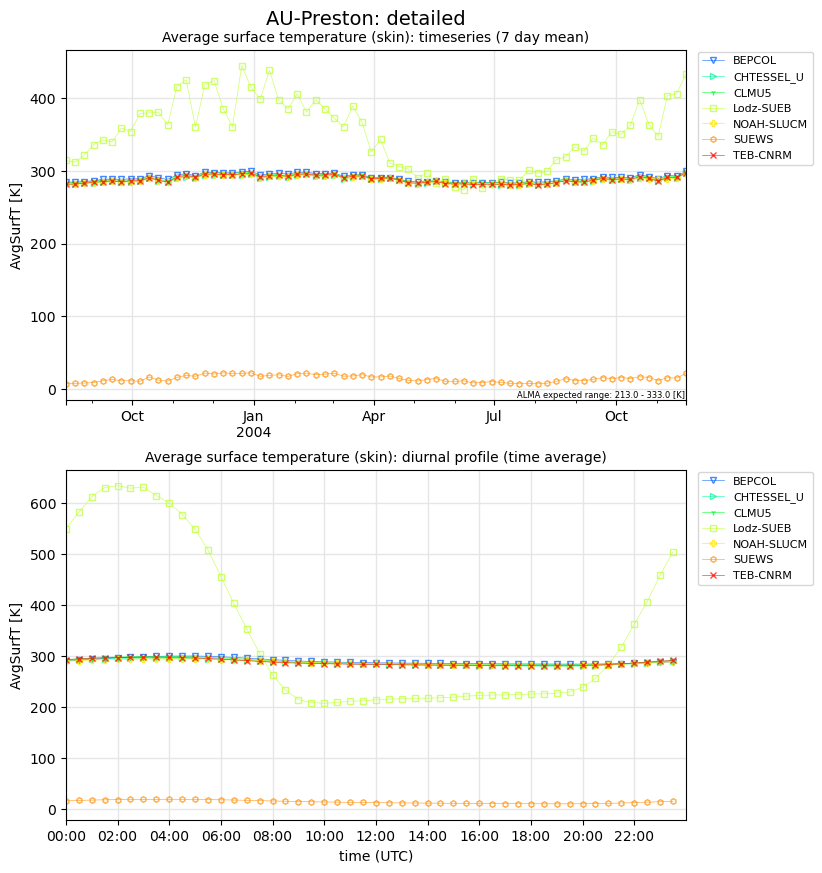 AU-Preston: detailed
Average surface temperature (skin): timeseries (7 day mean)
AvgSurfT [K]
400
300
200
100
0
Oct
Jan
2004
Apr
Jul
Oct
ALMA expected range: 213.0 - 333.0 [K]
BEPCOL
CHTESSEL_U
CLMU5
Lodz-SUEB
NOAH-SLUCM
SUEWS
TEB-CNRM
Average surface temperature (skin): diurnal profile (time average)
AvgSurfT [K]
600
500
400
300
200
100
0
00:00
02:00
04:00
06:00
08:00
10:00
12:00
14:00
16:00
18:00
20:00
22:00
time (UTC)
BEPCOL
CHTESSEL_U
CLMU5
Lodz-SUEB
NOAH-SLUCM
SUEWS
TEB-CNRM